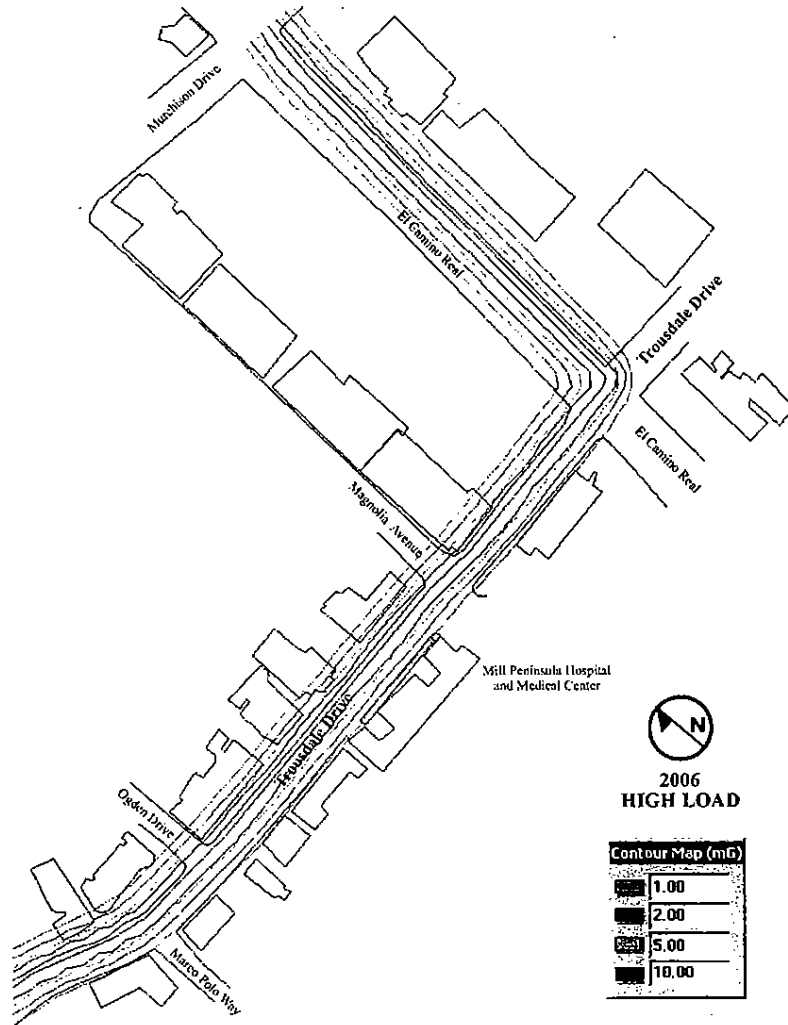 Murchison Drive
El Camino Real
Trousdale Drive
El Camino Real
Magnolia Avenue
Mill Peninsula Hospital
and Medical Center
Trousdale Drive
N
2006
HIGH LOAD
Ogden Drive
Marco Polo Way
Contour Map (mG)
1.00
2.00
5.00
10.00